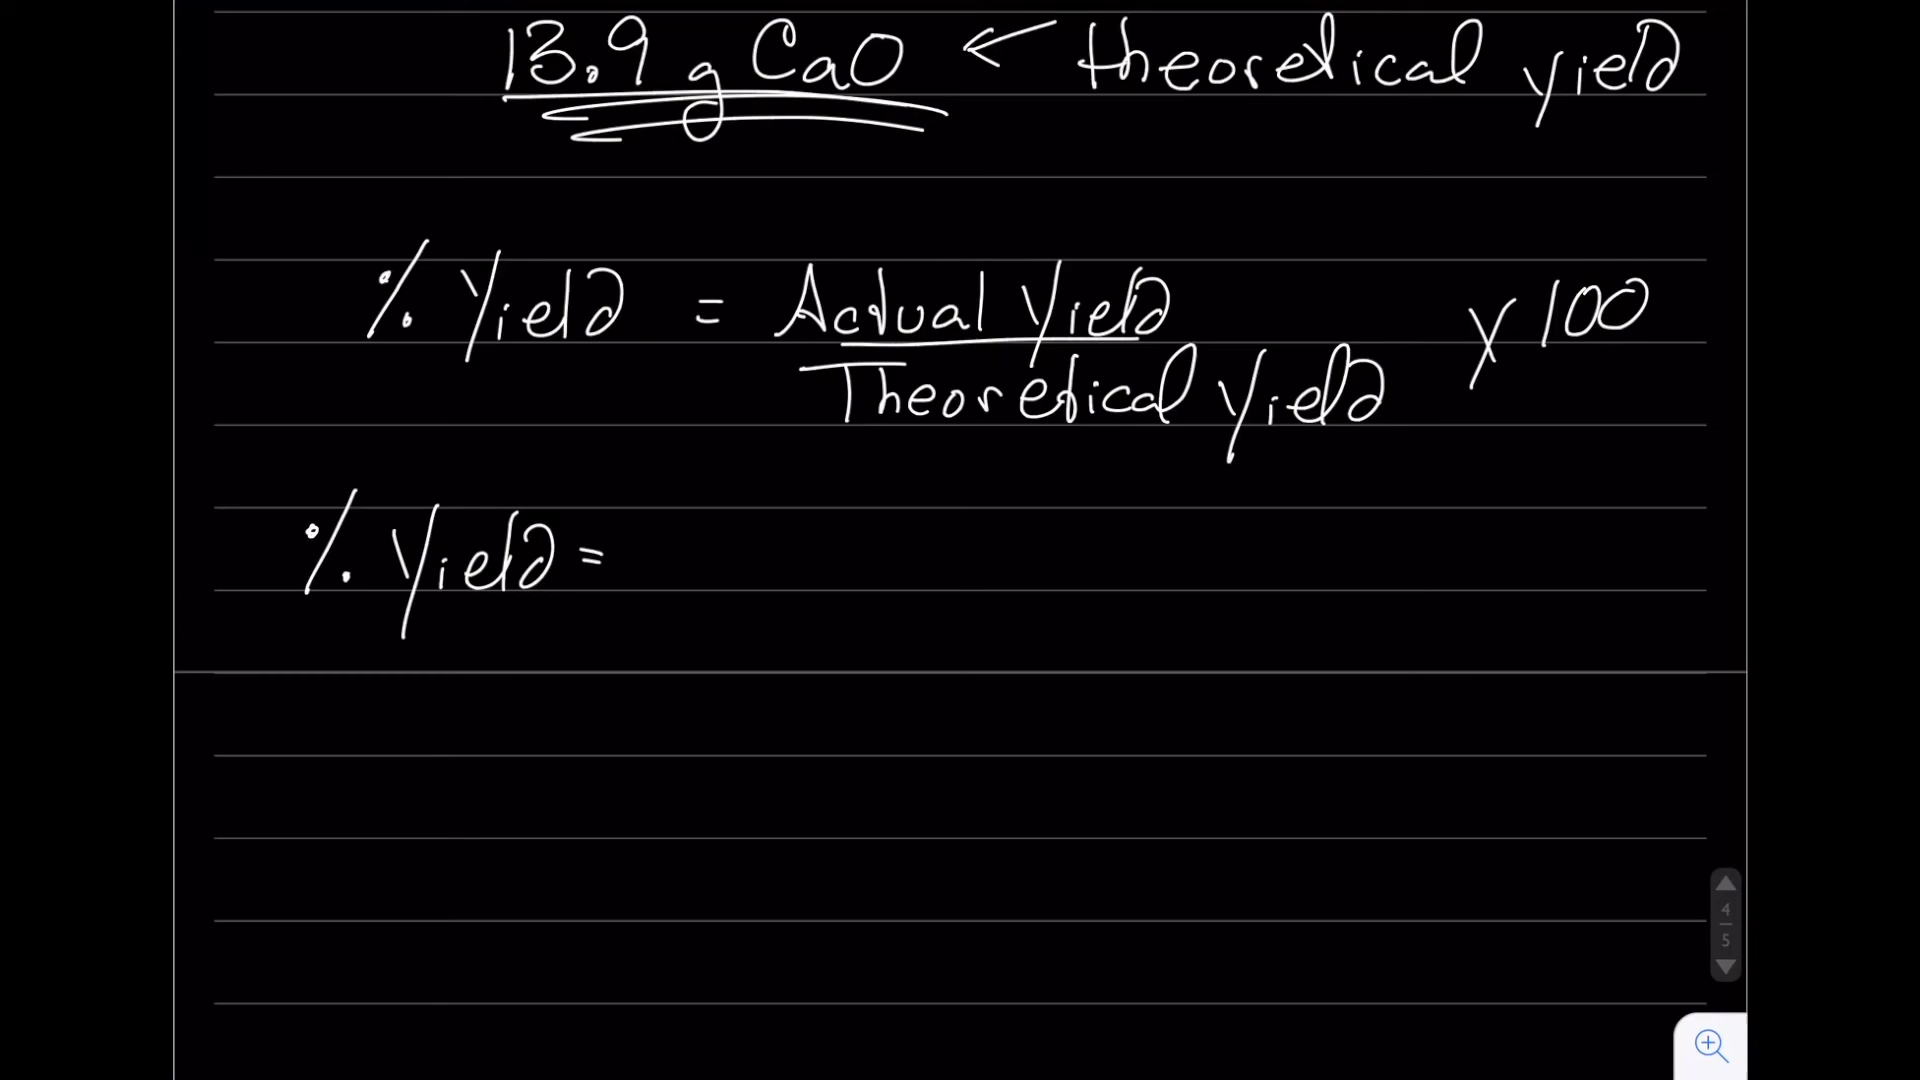 13.9 g CaO ← theoretical yield
% Yield = Actual Yield x 100
Theoretical Yield
% Yield =
4
5